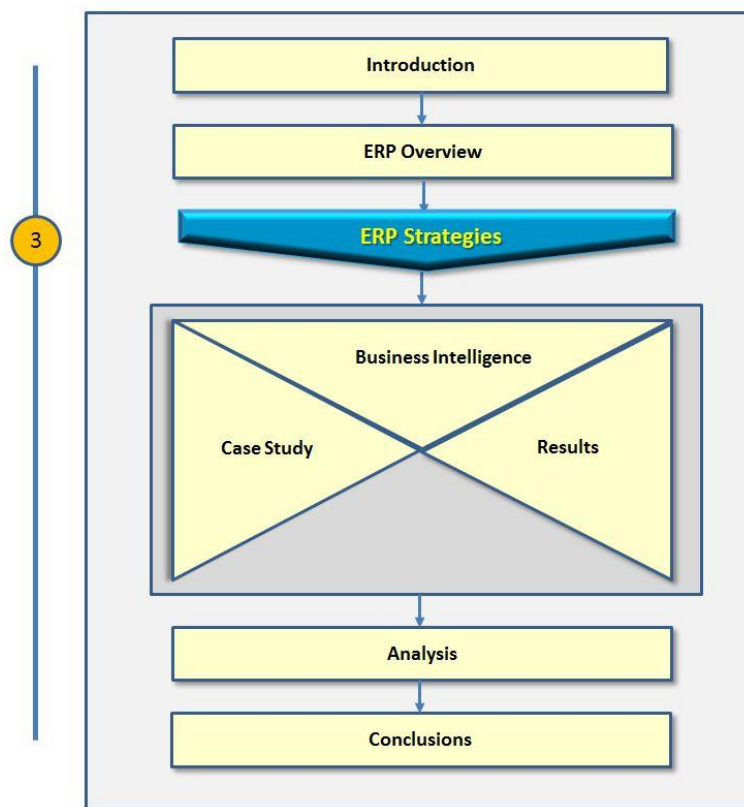 Introduction
ERP Overview
3
ERP Strategies
Business Intelligence
Case Study
Results
Analysis
Conclusions